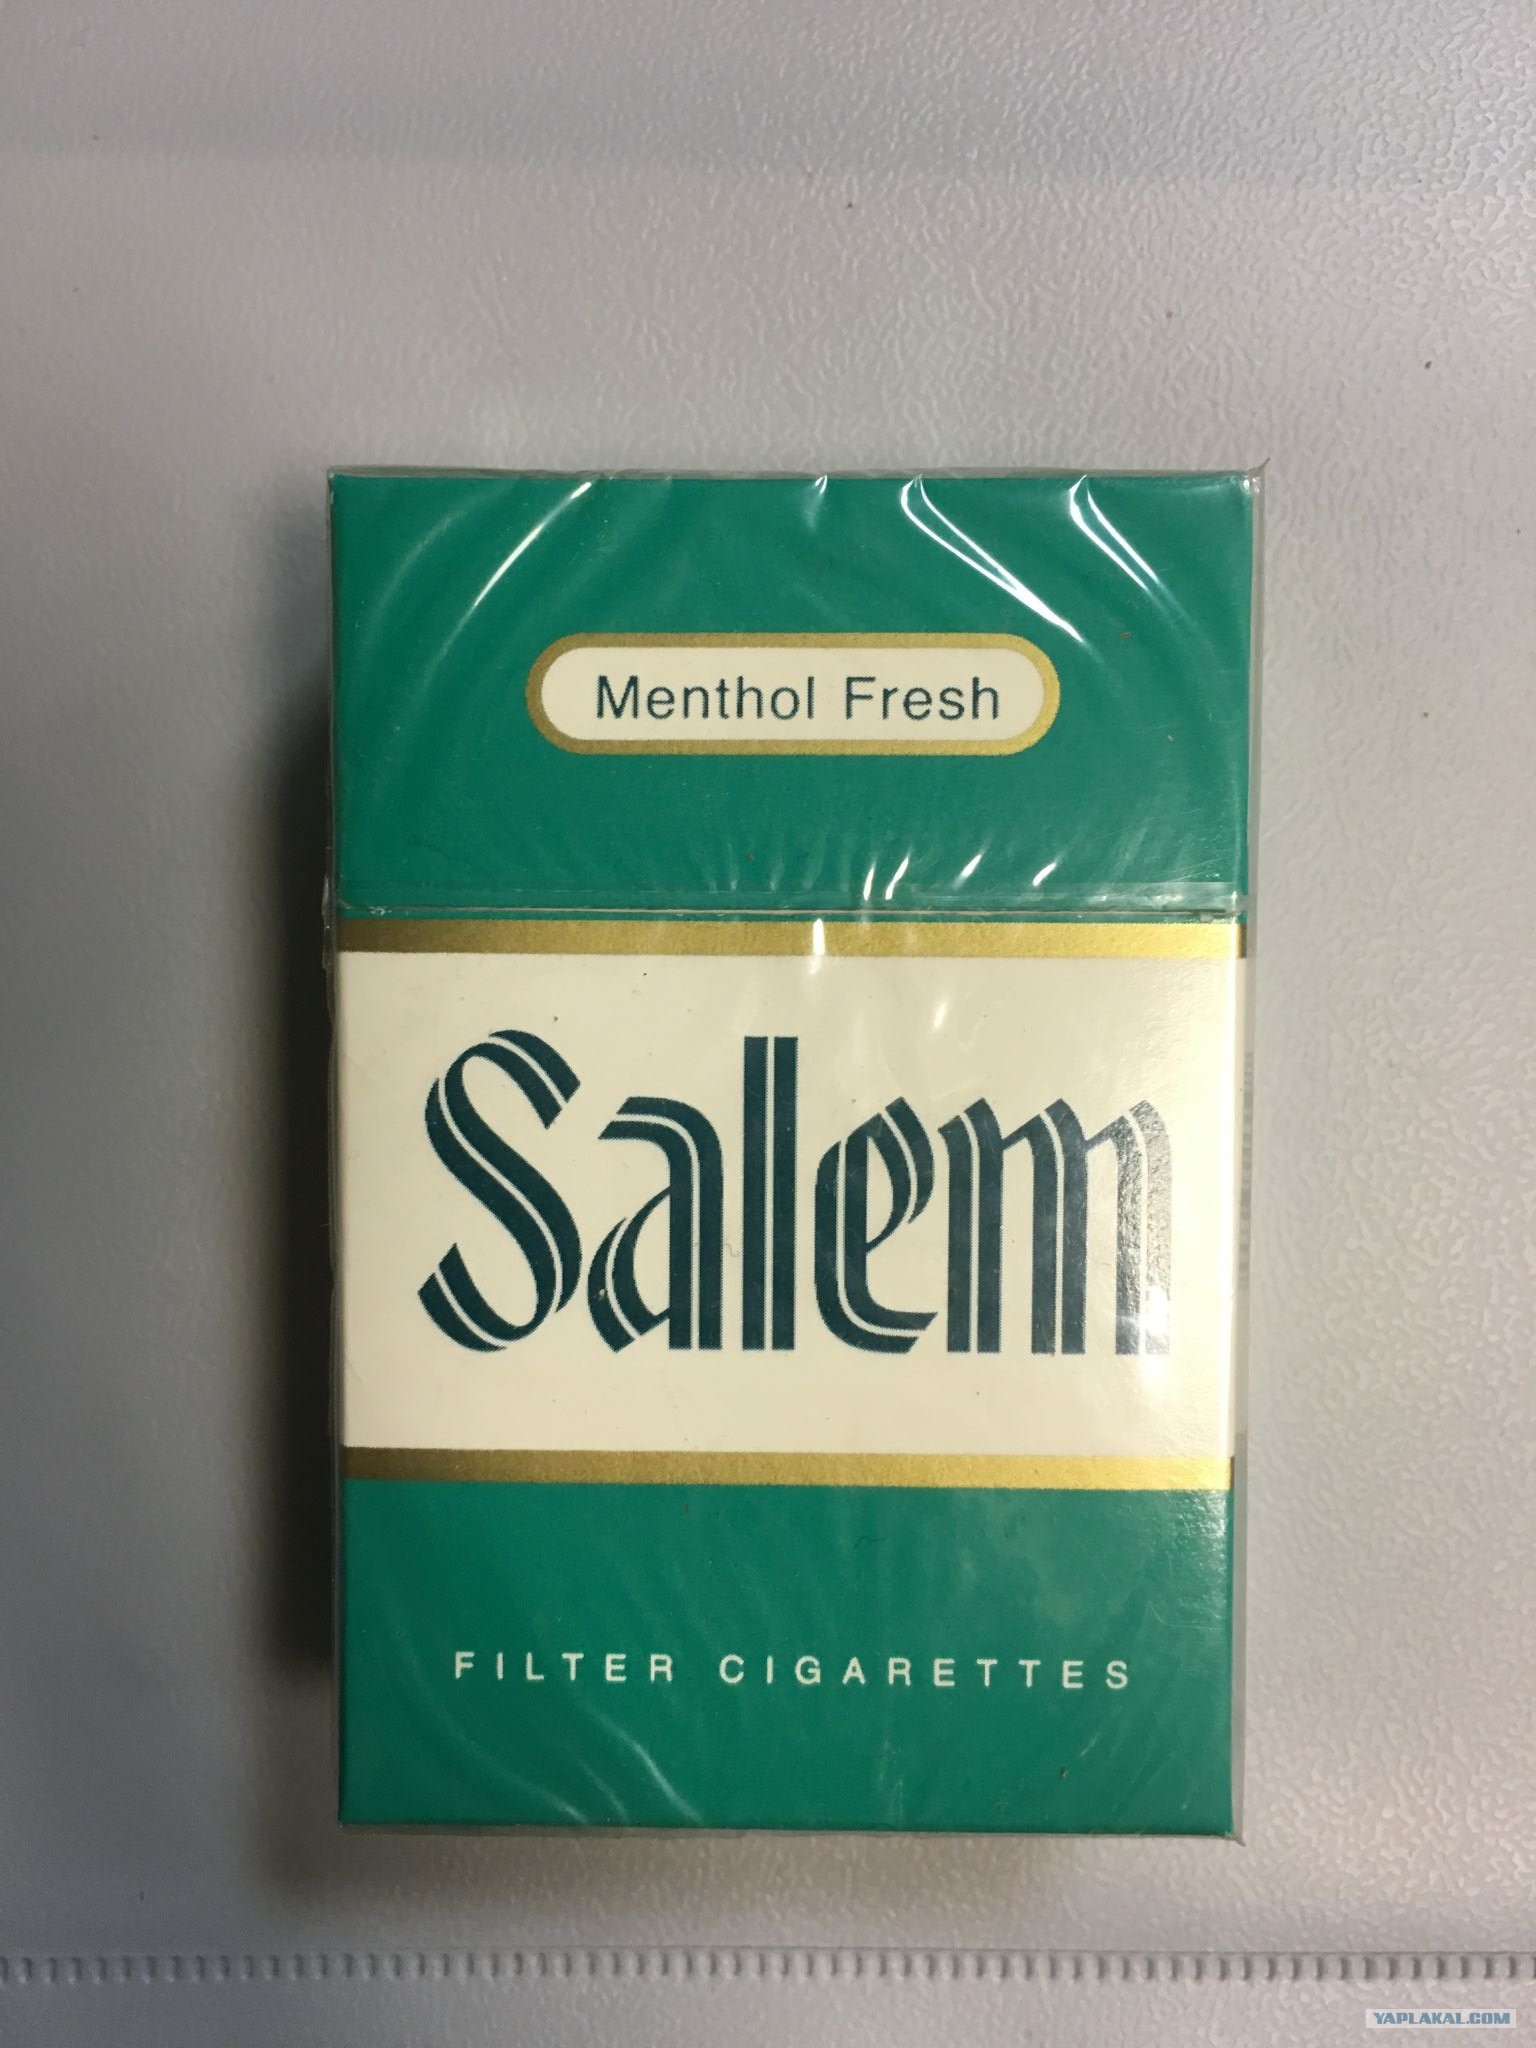 Menthol Fresh
Salem
FILTER CIGARETTES
YAPLAKAL.COM